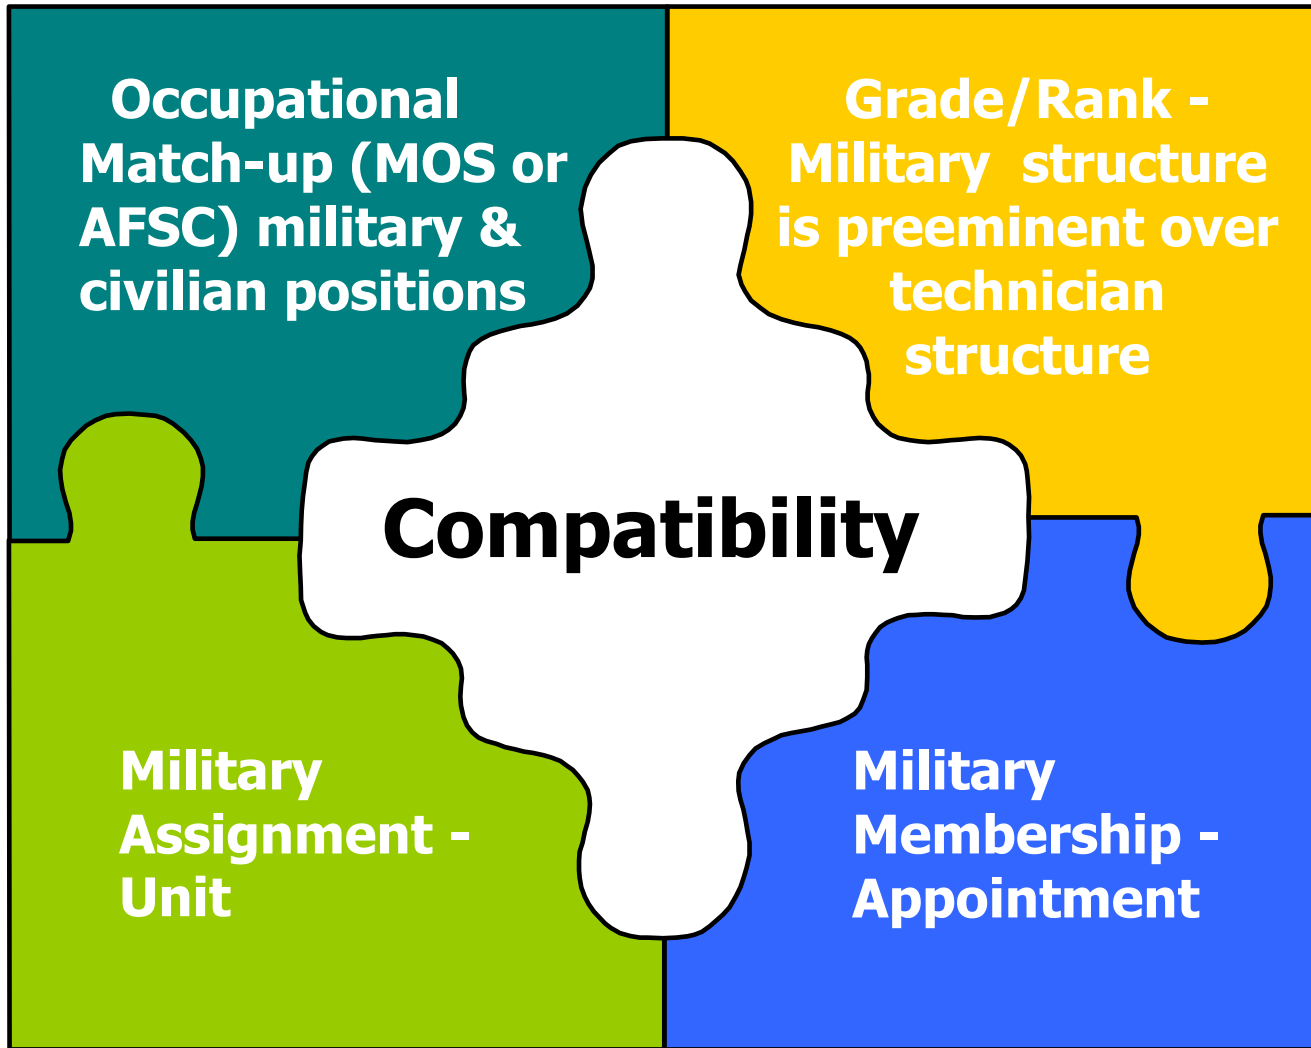 Occupational
Match-up (MOS or
AFSC) military &
civilian positions
Grade/Rank -
Military structure
is preeminent over
technician
structure
Compatibility
Military
Assignment -
Unit
Military
Membership -
Appointment